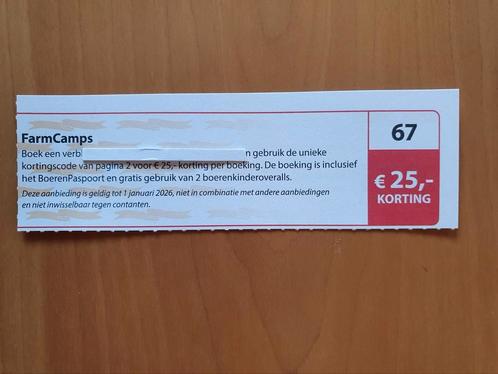 FarmCamps
Boek een verbl n gebruik de unieke
kortingscode van pagina 2 voor € 25,- korting per boeking. De boeking is inclusief
het BoerenPaspoort en gratis gebruik van 2 boerenkinderoveralls.
Deze aanbieding is geldig tot 1 januari 2026, niet in combinatie met andere aanbiedingen
en niet inwisselbaar tegen contanten.
67
€ 25,-
KORTING